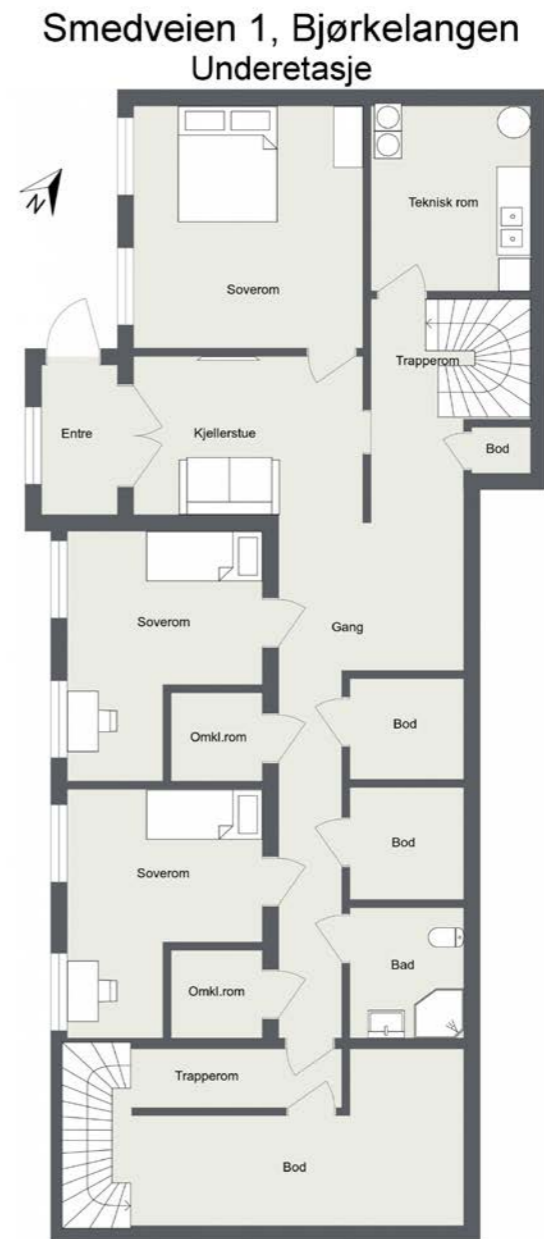 Smedveien 1, Bjørkelangen
Underetasje
N
Teknisk rom
Soverom
Trapperom
Entre
Kjellerstue
Bod
Soverom
Gang
Omkl.rom
Bod
Soverom
Bod
Omkl.rom
Bad
Trapperom
Bod